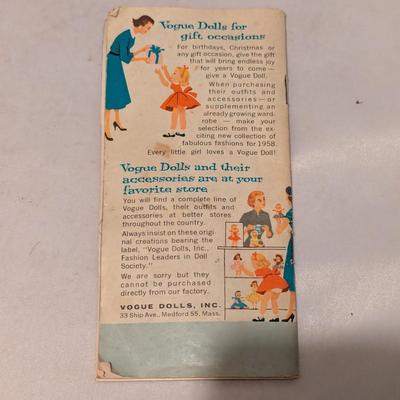 Vogue Dolls for
gift occasions
For birthdays, Christmas or
any gift occasion, give the gift
that will bring endless joy
for years to come —
give a Vogue Doll.
When purchasing
their outfits and
accessories — or
supplementing an
already growing ward-
robe — make your
selection from the ex-
citing new collection of
fabulous fashions for 1958.
Every little girl loves a Vogue Doll!
Vogue Dolls and their
accessories are at your
favorite store
You will find a complete line of
Vogue Dolls, their outfits and
accessories at better stores
throughout the country.
Always insist on these origi-
nal creations bearing the
label, "Vogue Dolls, Inc.,
Fashion Leaders in Doll
Society."
We are sorry but they
cannot be purchased
directly from our factory.
VOGUE DOLLS, INC.
33 Ship Ave., Medford 55, Mass.